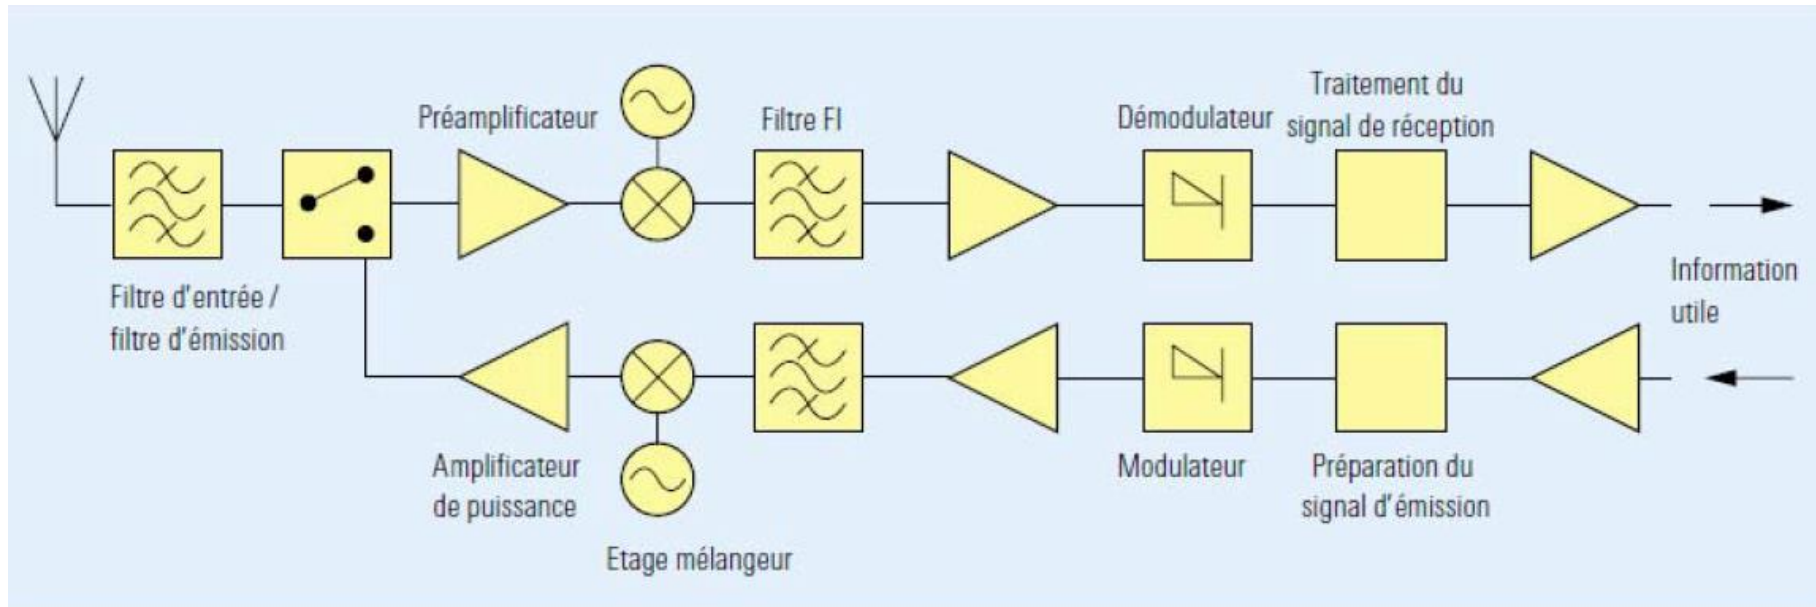 Préamplificateur
Filtre FI
Démodulateur
Traitement du
signal de réception
Filtre d'entrée /
filtre d'émission
Information
utile
Amplificateur
de puissance
Etage mélangeur
Modulateur
Préparation du
signal d'émission